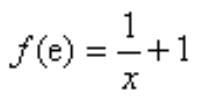 f(e) = 1/x + 1